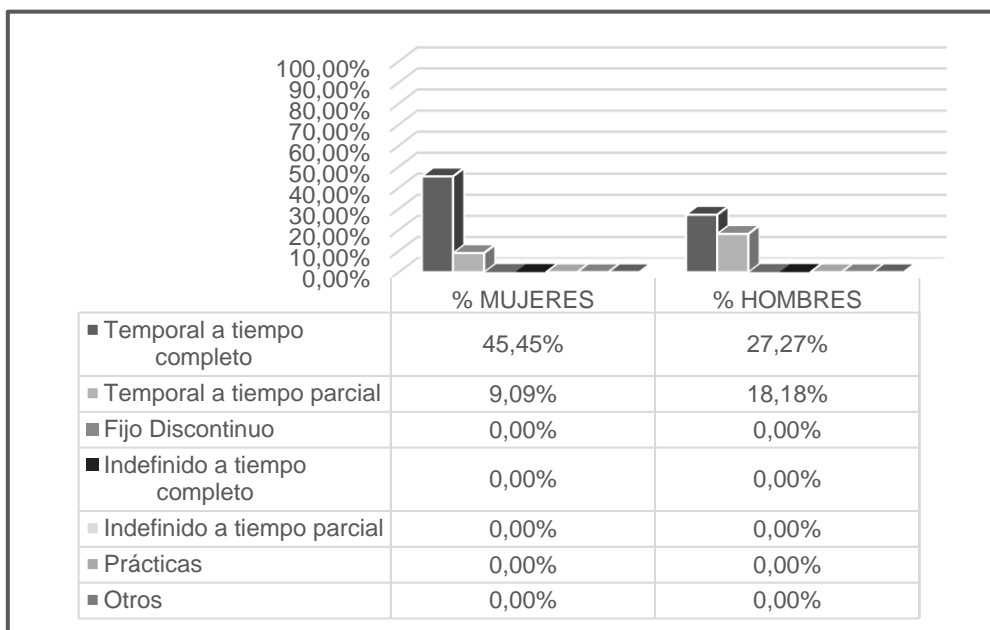 100,00%
90,00%
80,00%
70,00%
60,00%
50,00%
40,00%
30,00%
20,00%
10,00%
0,00%
% MUJERES % HOMBRES
Temporal a tiempo
completo 45,45% 27,27%
Temporal a tiempo parcial 9,09% 18,18%
Fijo Discontinuo 0,00% 0,00%
Indefinido a tiempo
completo 0,00% 0,00%
Indefinido a tiempo parcial 0,00% 0,00%
Prácticas 0,00% 0,00%
Otros 0,00% 0,00%